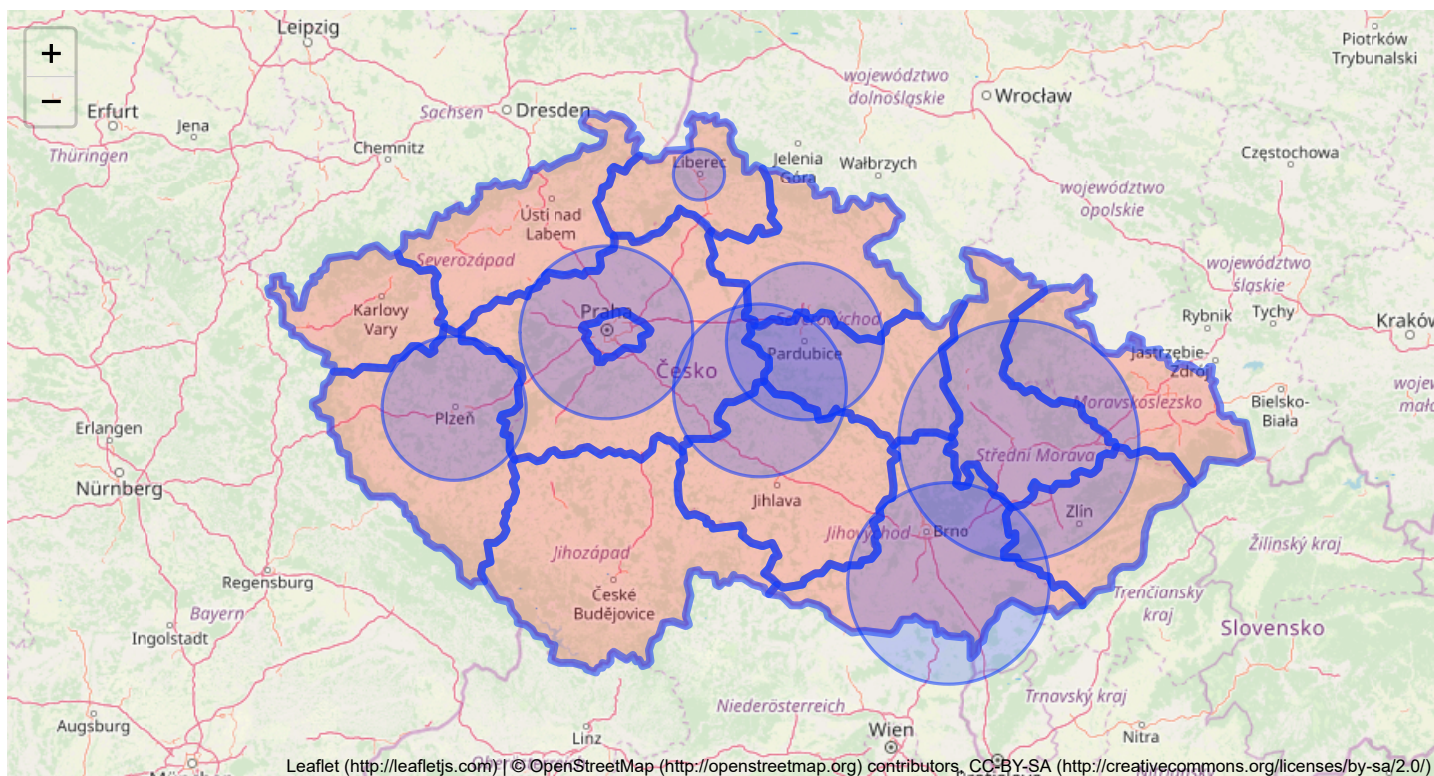 +
−
Leipzig
Piotrków
Trybunalski
województwo
dolnośląskie
Wrocław
Erfurt
Jena
Sachsen
Dresden
Chemnitz
Thüringen
Liberec
Jelenia
Góra
Wałbrzych
Częstochowa
województwo
opolskie
Ústí nad
Labem
Severozápad
województwo
śląskie
Karlovy
Vary
Praha
Severovýchod
Rybnik
Tychy
Kraków
Pardubice
Jastrzębie-
Zdrój
Česko
Plzeň
Moravskoslezsko
Bielsko-
Biała
Erlangen
Střední Morava
Nürnberg
Jihlava
Zlín
Jihovýchod
Brno
Žilinský kraj
Jihozápad
Regensburg
České
Budějovice
Trenčiansky
kraj
Bayern
Ingolstadt
Slovensko
Trnavský kraj
Niederösterreich
Augsburg
Linz
Wien
Nitra
Leaflet (http://leafletjs.com) | © OpenStreetMap (http://openstreetmap.org) contributors, CC-BY-SA (http://creativecommons.org/licenses/by-sa/2.0/)